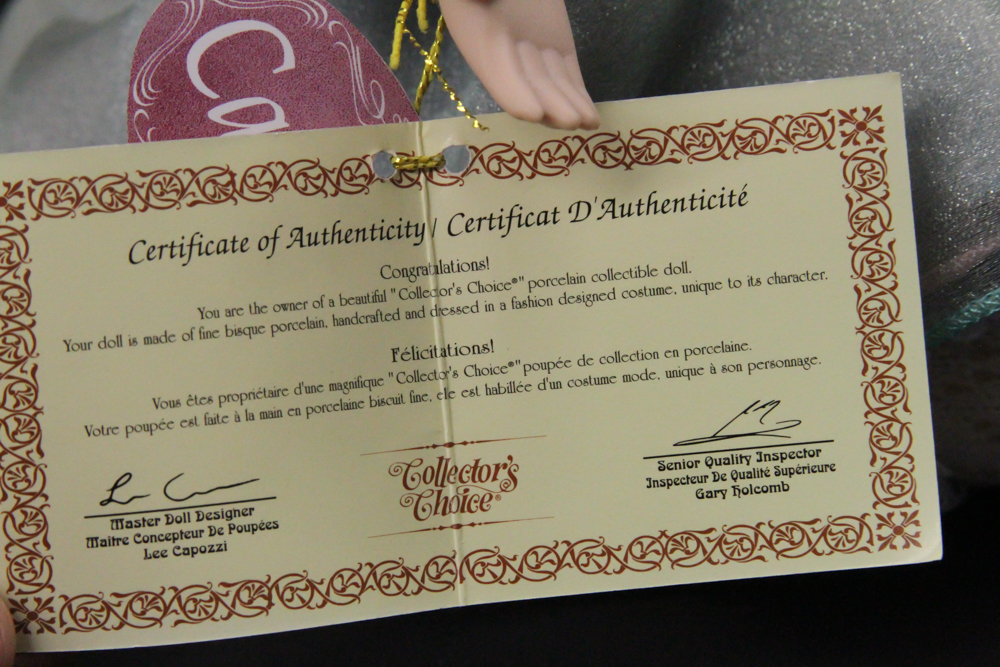 Ca
Certificate of Authenticity / Certificat D'Authenticité
Congratulations!
You are the owner of a beautiful "Collector's Choice®" porcelain collectible doll.
Your doll is made of fine bisque porcelain, handcrafted and dressed in a fashion designed costume, unique to its character.
Félicitations!
Vous êtes propriétaire d'une magnifique "Collector's Choice®" poupée de collection en porcelaine.
Votre poupée est faite à la main en porcelaine biscuit fine, elle est habillée d'un costume mode, unique à son personnage.
Master Doll Designer
Maître Concepteur De Poupées
Lee Capozzi
Collector's
Choice®
Senior Quality Inspector
Inspecteur De Qualité Supérieure
Gary Holcomb